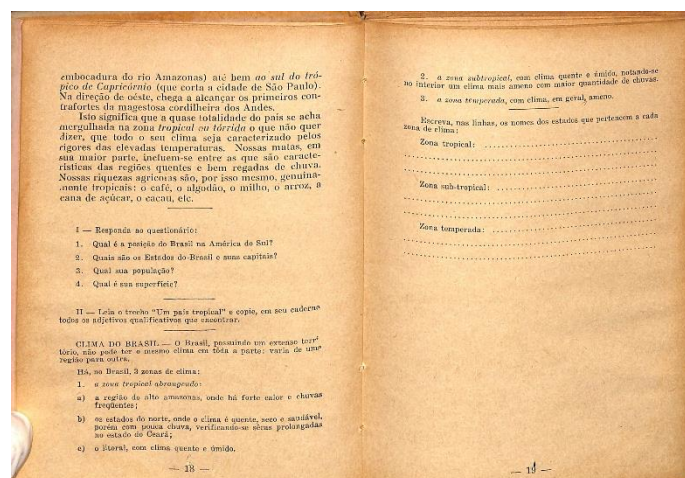 embocadura do rio Amazonas) até bem ao sul do tró-
pico de Capricórnio (que corta a cidade de São Paulo).
Na direção de oéste, chega a alcançar os primeiros con-
trafortes da magestosa cordilheira dos Andes.
Isto significa que a quase totalidade do pais se acha
mergulhada na zona tropical ou tórrida o que não quer
dizer, que todo o seu clima seja caracterizado pelos
rigores das elevadas temperaturas. Nossas matas, em
sua maior parte, incluem-se entre as que são caracte-
rísticas das regiões quentes e bem regadas de chuva.
Nossas riquezas agricolas são, por isso mesmo, genuina-
mente tropicais: o café, o algodão, o milho, o arroz, a
cana de açúcar, o cacau, etc.
I — Responda ao questionário:
1. Qual é a posição do Brasil na América do Sul?
2. Quais são os Estados do Brasil e suas capitais?
3. Qual sua população?
4. Qual é sua superfície?
II — Leia o trecho "Um país tropical" e copie, em seu caderno
todos os adjetivos qualificativos que encontrar.
CLIMA DO BRASIL — O Brasil, possuindo um extenso terri-
tório, não pode ter o mesmo clima em tôda a parte: varia de uma
região para outra.
Há, no Brasil, 3 zonas de clima:
1. a zona tropical abrangendo:
a) a região do alto amazonas, onde há forte calor e chuvas
freqüentes;
b) os estados do norte, onde o clima é quente, seco e saudável,
porém com pouca chuva, verificando-se sêcas prolongadas
no estado do Ceará;
c) o litoral, com clima quente e úmido.
— 18 —
2. a zona subtropical, com clima quente e úmido, notando-se
no interior um clima mais ameno com maior quantidade de chuvas.
3. a zona temperada, com clima, em geral, ameno.
Escreva, nas linhas, os nomes dos estados que pertencem a cada
zona de clima:
Zona tropical:
Zona sub-tropical:
Zona temperada:
— 19 —